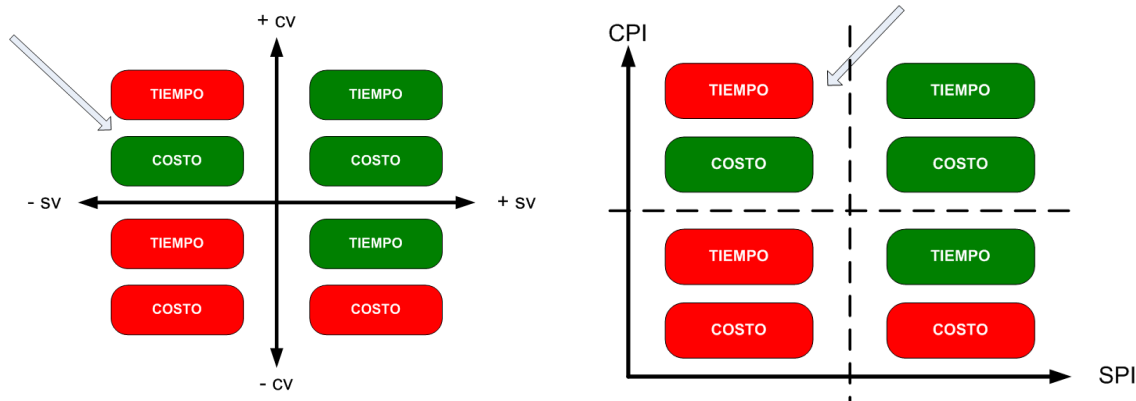 + cv
TIEMPO
TIEMPO
COSTO
COSTO
- sv
+ sv
TIEMPO
TIEMPO
COSTO
COSTO
- cv
CPI
TIEMPO
TIEMPO
COSTO
COSTO
TIEMPO
TIEMPO
COSTO
COSTO
SPI